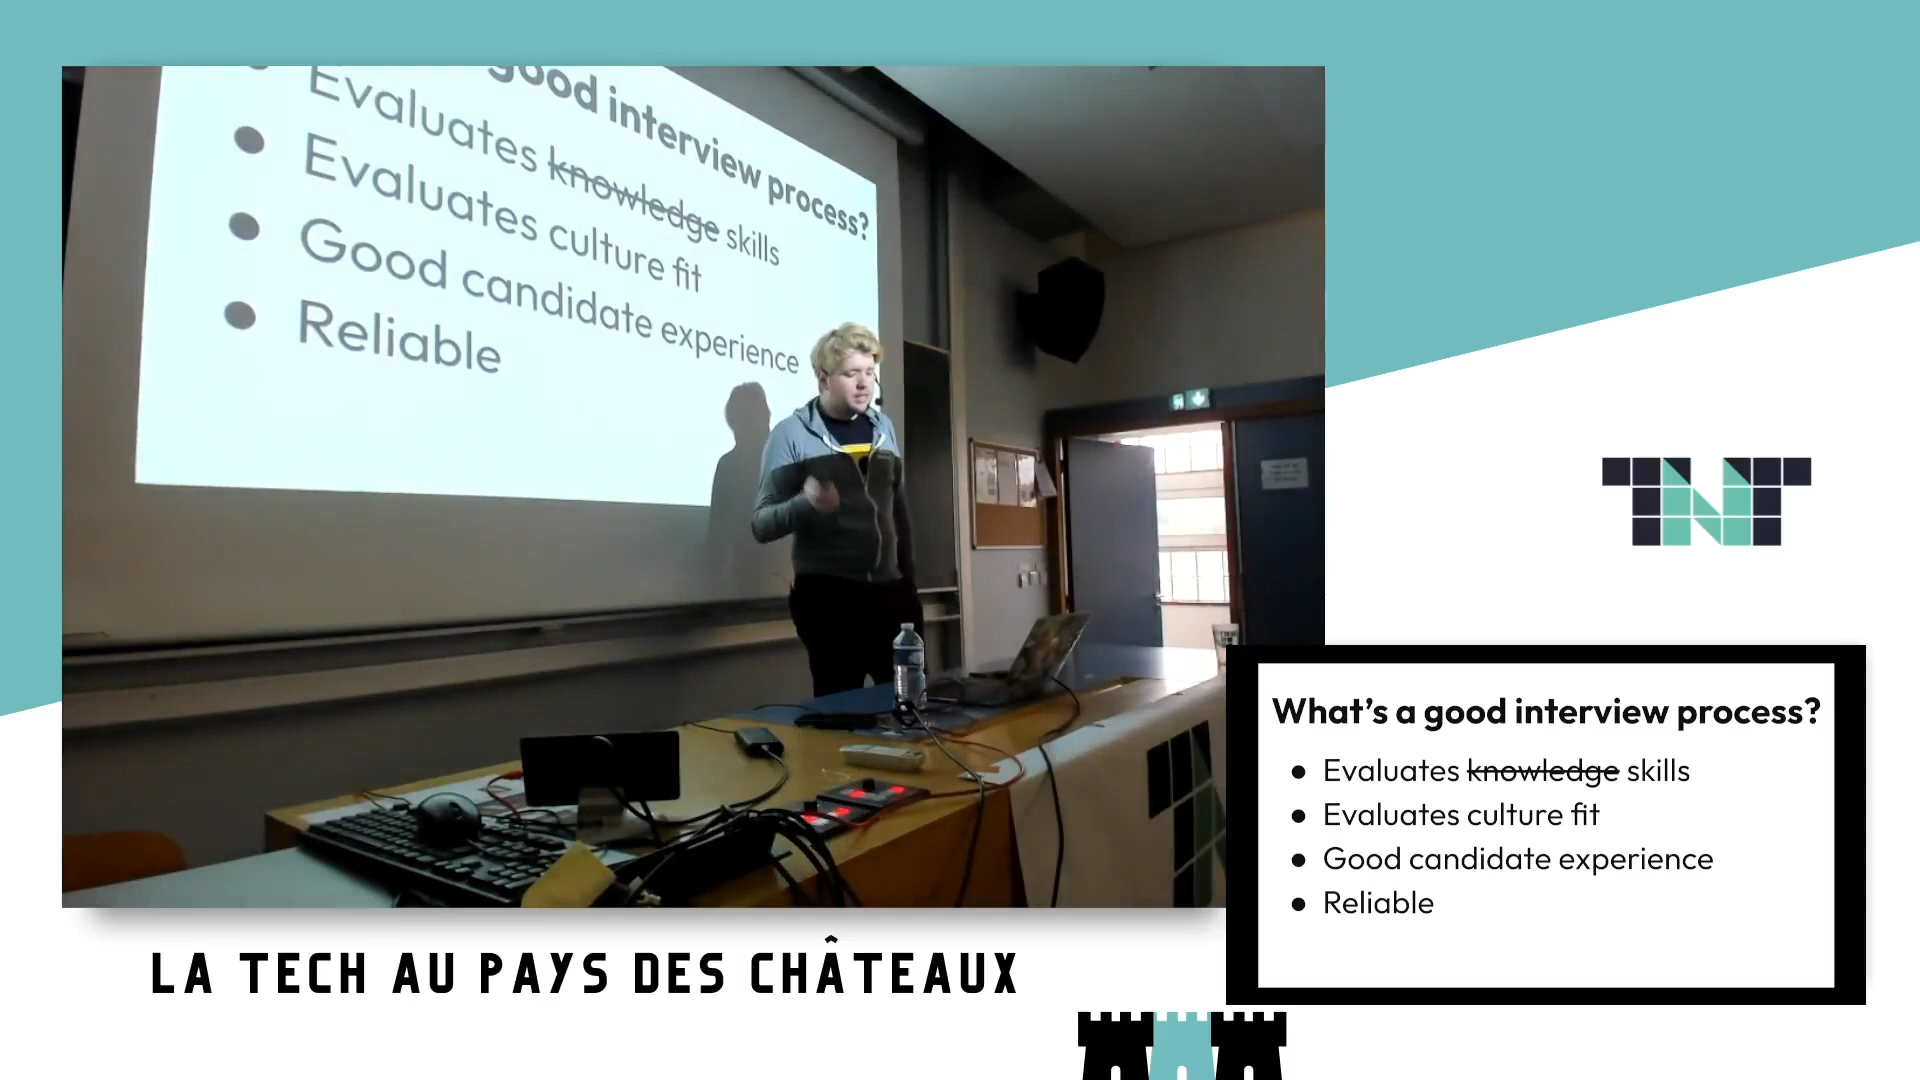 good interview process?
Evaluates knowledge skills
Evaluates culture fit
Good candidate experience
Reliable
TNT
What's a good interview process?
Evaluates knowledge skills
Evaluates culture fit
Good candidate experience
Reliable
LA TECH AU PAYS DES CHÂTEAUX